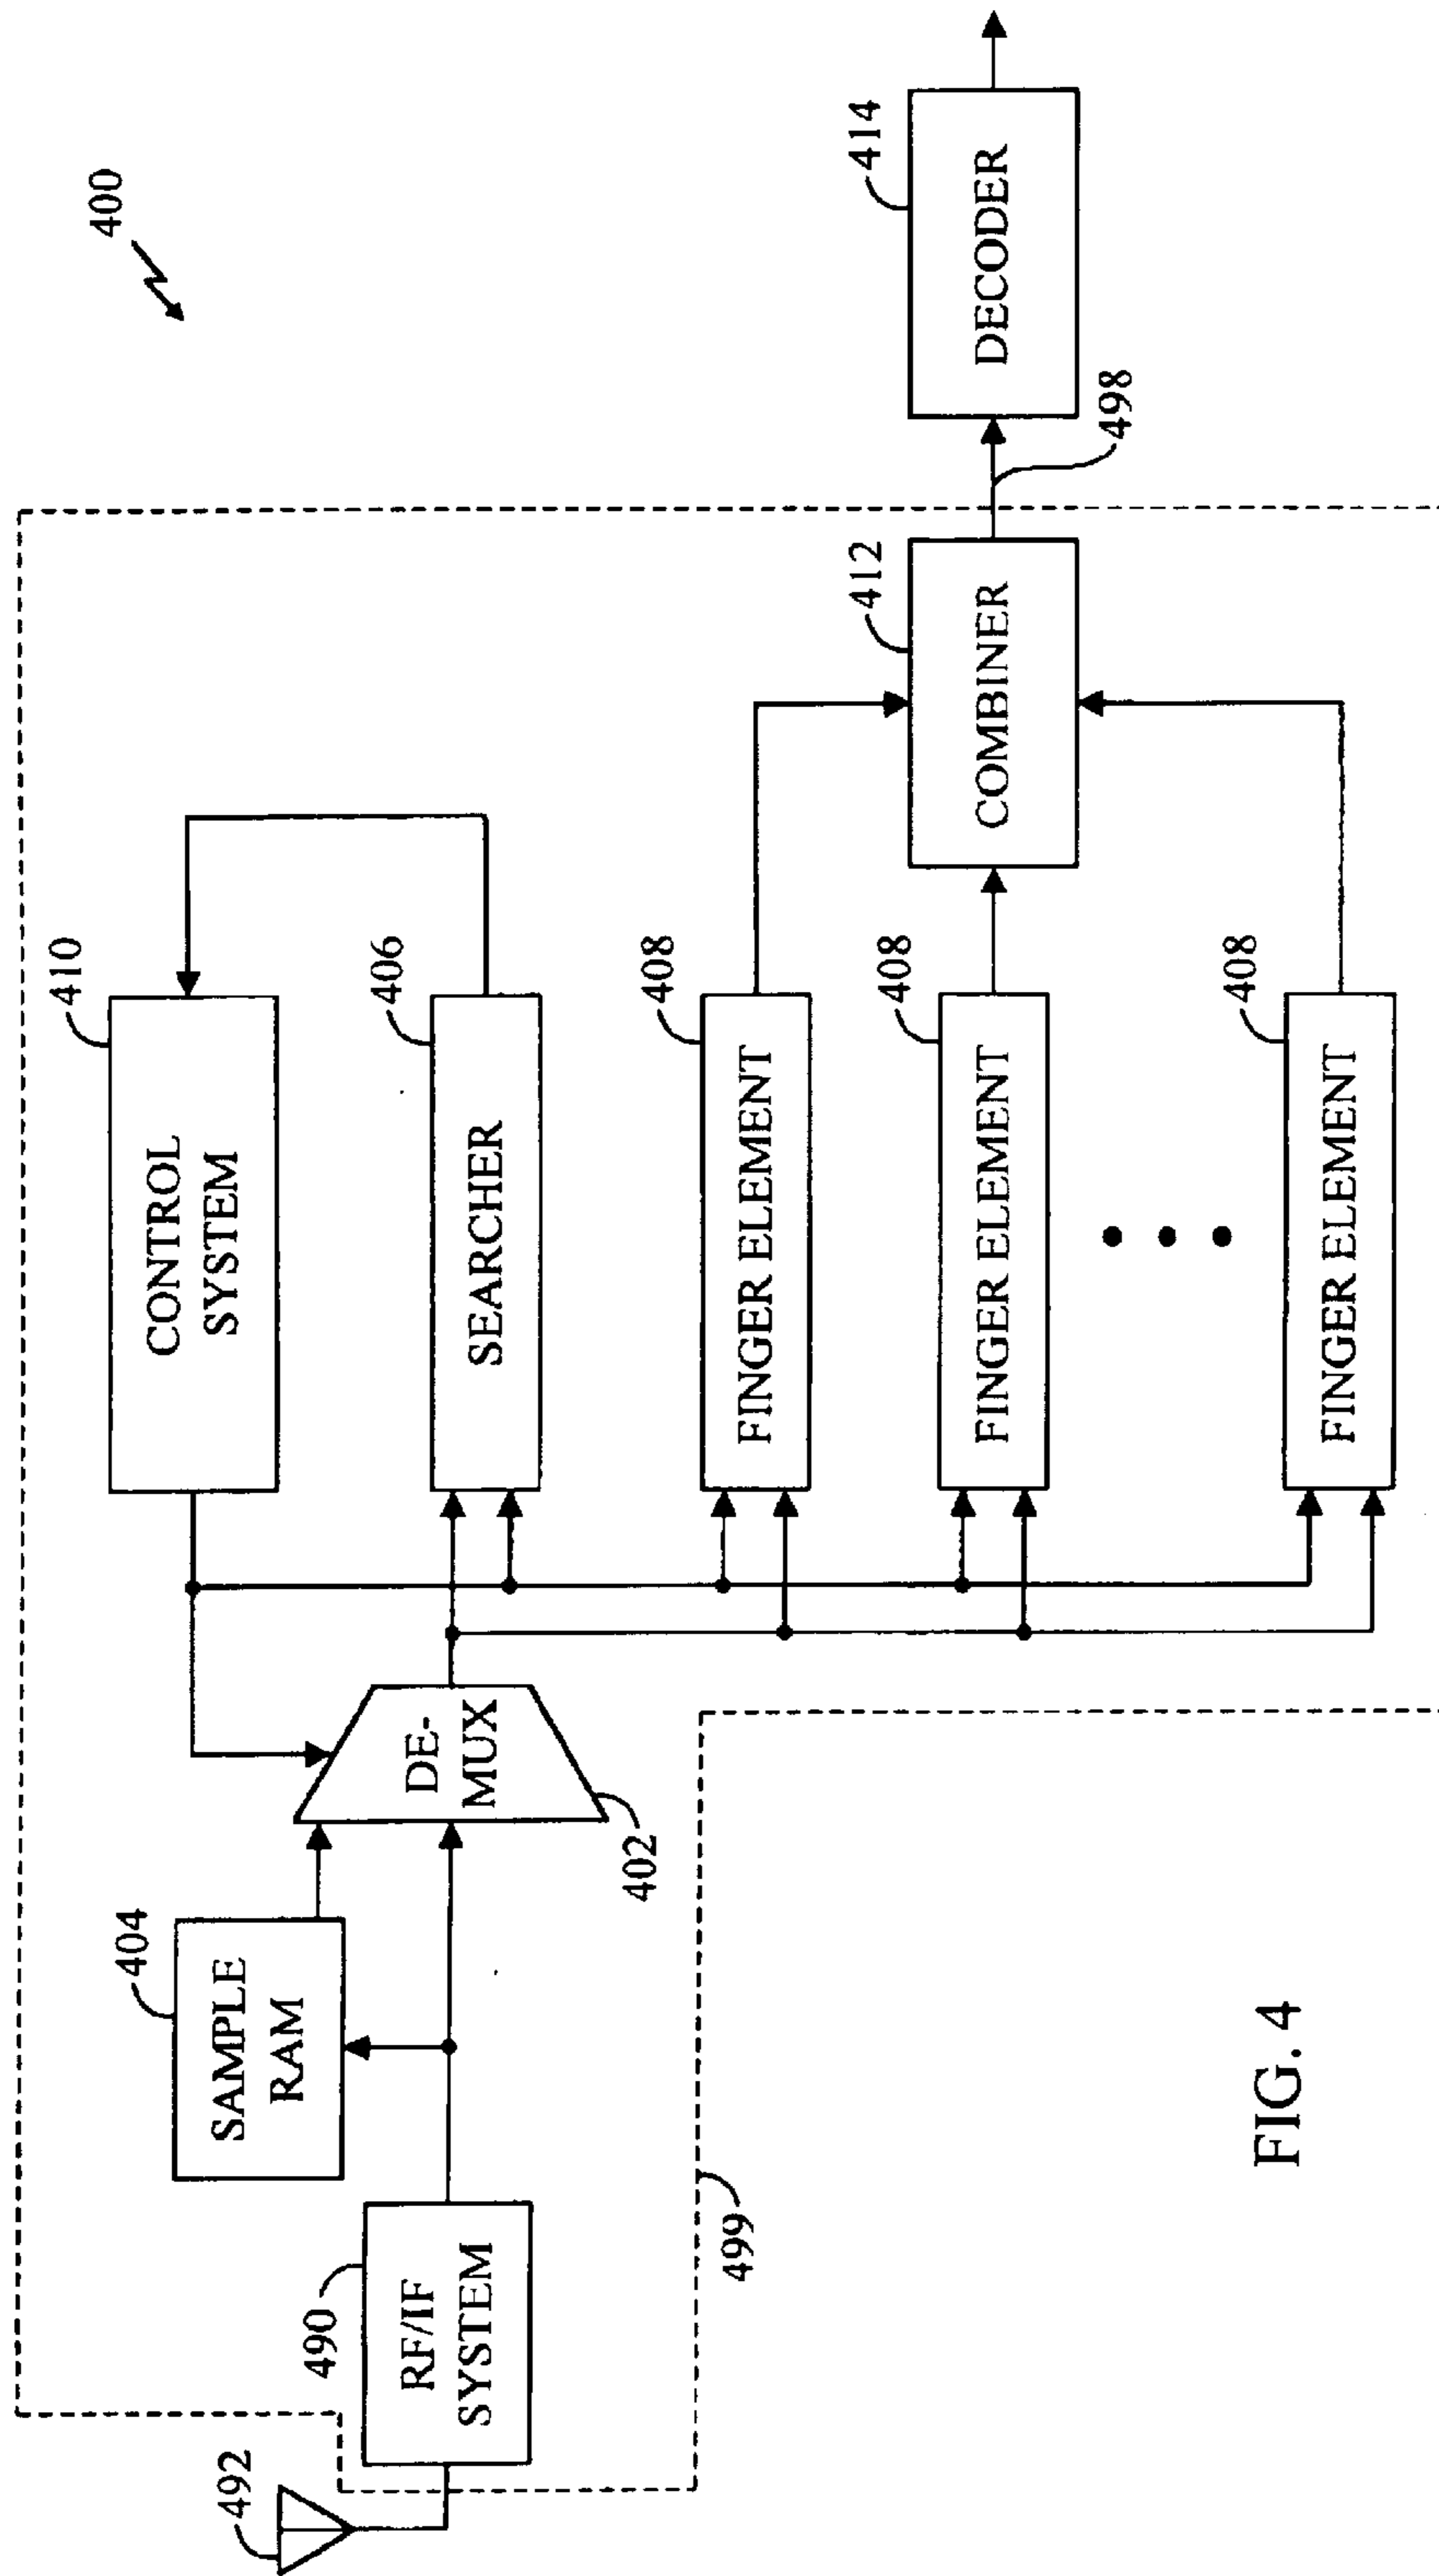 400
492
490
RF/IF
SYSTEM
404
SAMPLE
RAM
DE-
MUX
402
410
CONTROL
SYSTEM
406
SEARCHER
408
FINGER ELEMENT
408
FINGER ELEMENT
408
FINGER ELEMENT
412
COMBINER
498
414
DECODER
499
FIG. 4